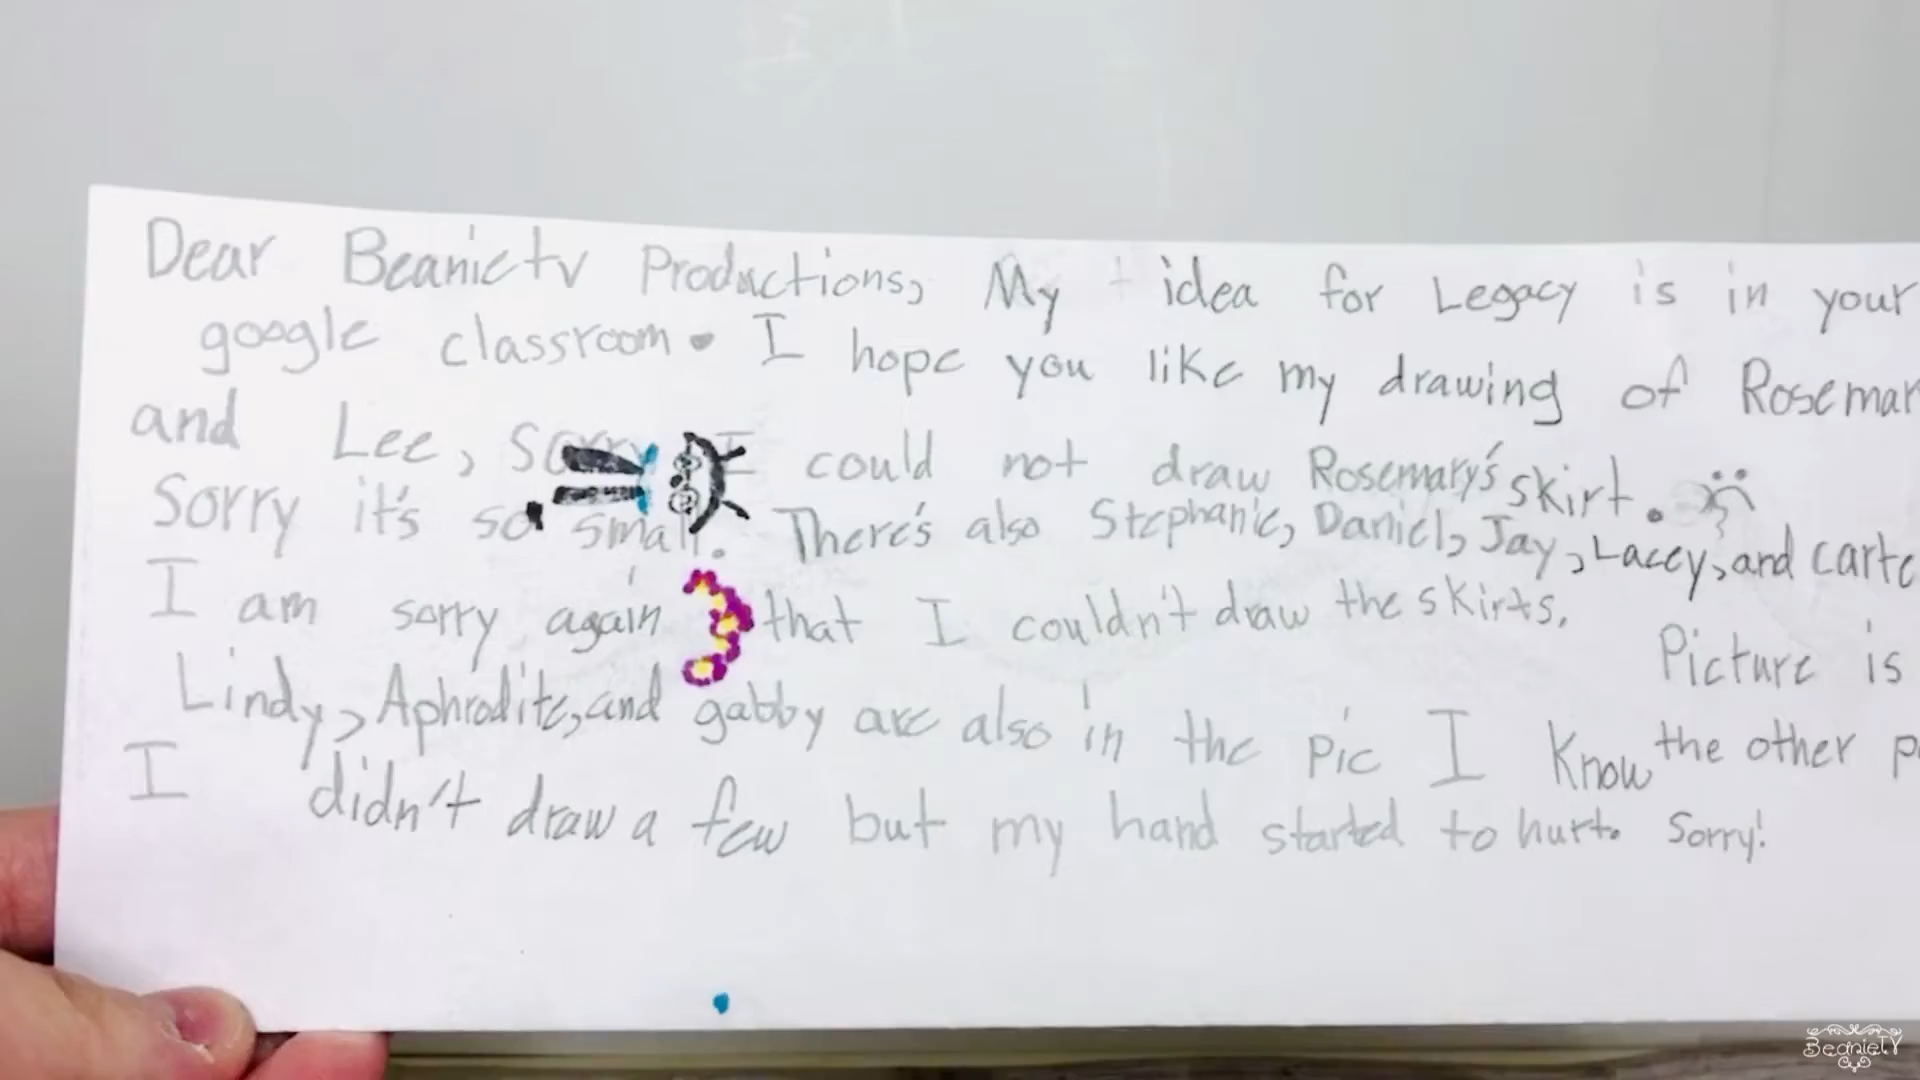 Dear Beanietv Productions, My idea for Legacy is in your
google classroom. I hope you like my drawing of Rosemar
and Lee, Sorry I could not draw Rosemary's skirt.
Sorry it's so small. There's also Stephanie, Daniel, Jay, Lacey, and carte
I am sorry again that I couldn't draw the skirts.
Picture is
Lindy, Aphrodite, and gabby are also in the pic I know the other p
I didn't draw a few but my hand started to hurt. Sorry!
BeanieTV